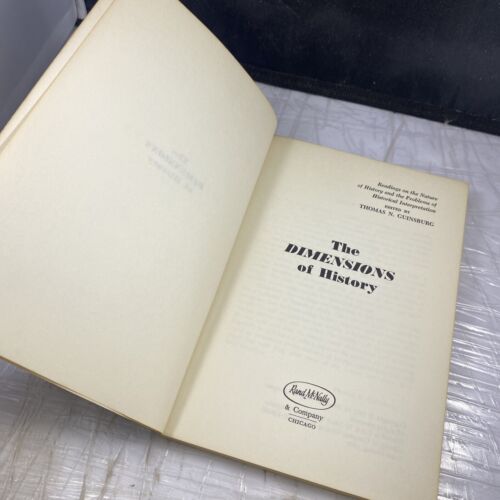 Readings on the Nature
of History and the Problems of
Historical Interpretation
EDITED BY
THOMAS N. GUINSBURG
The
DIMENSIONS
of History
Rand McNally
& Company
CHICAGO